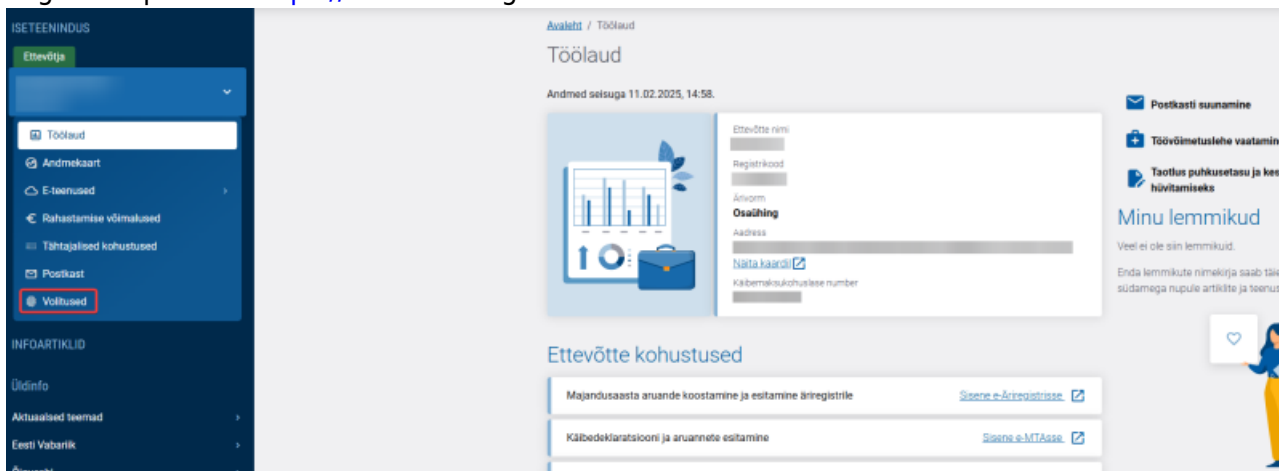 ISETEENINDUS
Ettevõtja
Töölaud
Andmekaart
E-teenused
Rahastamise võimalused
Tähtajalised kohustused
Postkast
Volitused
INFOARTIKLID
Üldinfo
Aktuaalsed teemad
Eesti Vabariik
Avaleht / Töölaud
Töölaud
Andmed seisuga 11.02.2025, 14:58.
Ettevõtte nimi
Registrikood
Ärivorm
Osaühing
Aadress
Näita kaardil
Käibemaksukohuslase number
Ettevõtte kohustused
Majandusaasta aruande koostamine ja esitamine äriregistrile
Sisene e-Äriregistrisse
Käibedeklaratsiooni ja aruannete esitamine
Sisene e-MTAsse
Postkasti suunamine
Töövõimetuslehe vaatamin
Taotlus puhkusetasu ja kes
hüvitamiseks
Minu lemmikud
Veel ei ole siin lemmikuid.
Enda lemmikute nimekirja saab täie
südamega nupule artiklite ja teenus